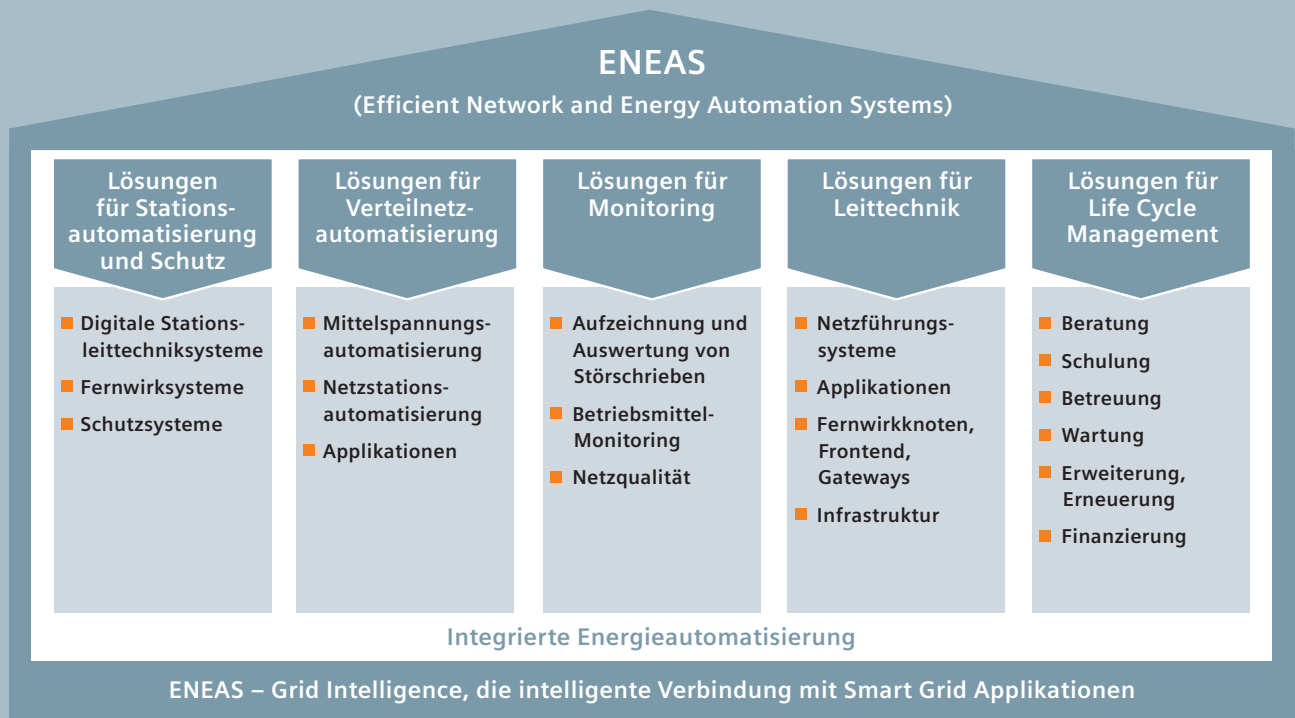 ENEAS
(Efficient Network and Energy Automation Systems)
Lösungen
für Stations-
automatisierung
und Schutz
Digitale Stations-
leittechniksysteme
Fernwirksysteme
Schutzsysteme
Lösungen für
Verteilnetz-
automatisierung
Mittelspannungs-
automatisierung
Netzstations-
automatisierung
Applikationen
Lösungen für
Monitoring
Aufzeichnung und
Auswertung von
Störschrieben
Betriebsmittel-
Monitoring
Netzqualität
Lösungen für
Leittechnik
Netzführungs-
systeme
Applikationen
Fernwirkknoten,
Frontend,
Gateways
Infrastruktur
Lösungen für
Life Cycle
Management
Beratung
Schulung
Betreuung
Wartung
Erweiterung,
Erneuerung
Finanzierung
Integrierte Energieautomatisierung
ENEAS – Grid Intelligence, die intelligente Verbindung mit Smart Grid Applikationen